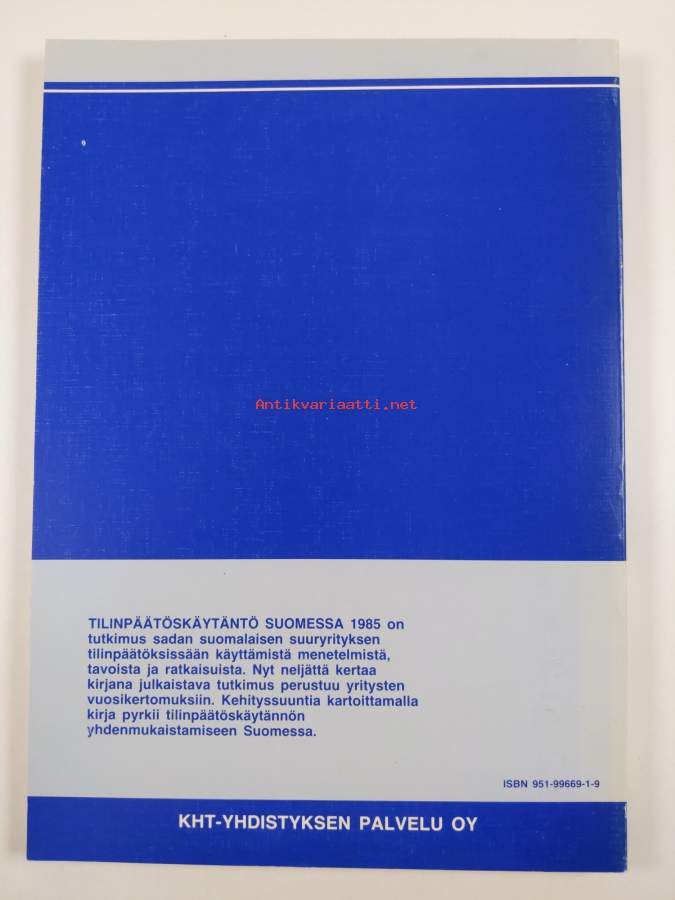 Antikvariaatti.net
TILINPÄÄTÖSKÄYTÄNTÖ SUOMESSA 1985 on
tutkimus sadan suomalaisen suuryrityksen
tilinpäätöksissään käyttämistä menetelmistä,
tavoista ja ratkaisuista. Nyt neljättä kertaa
kirjana julkaistava tutkimus perustuu yritysten
vuosikertomuksiin. Kehityssuuntia kartoittamalla
kirja pyrkii tilinpäätöskäytännön
yhdenmukaistamiseen Suomessa.
ISBN 951-99669-1-9
KHT-YHDISTYKSEN PALVELU OY